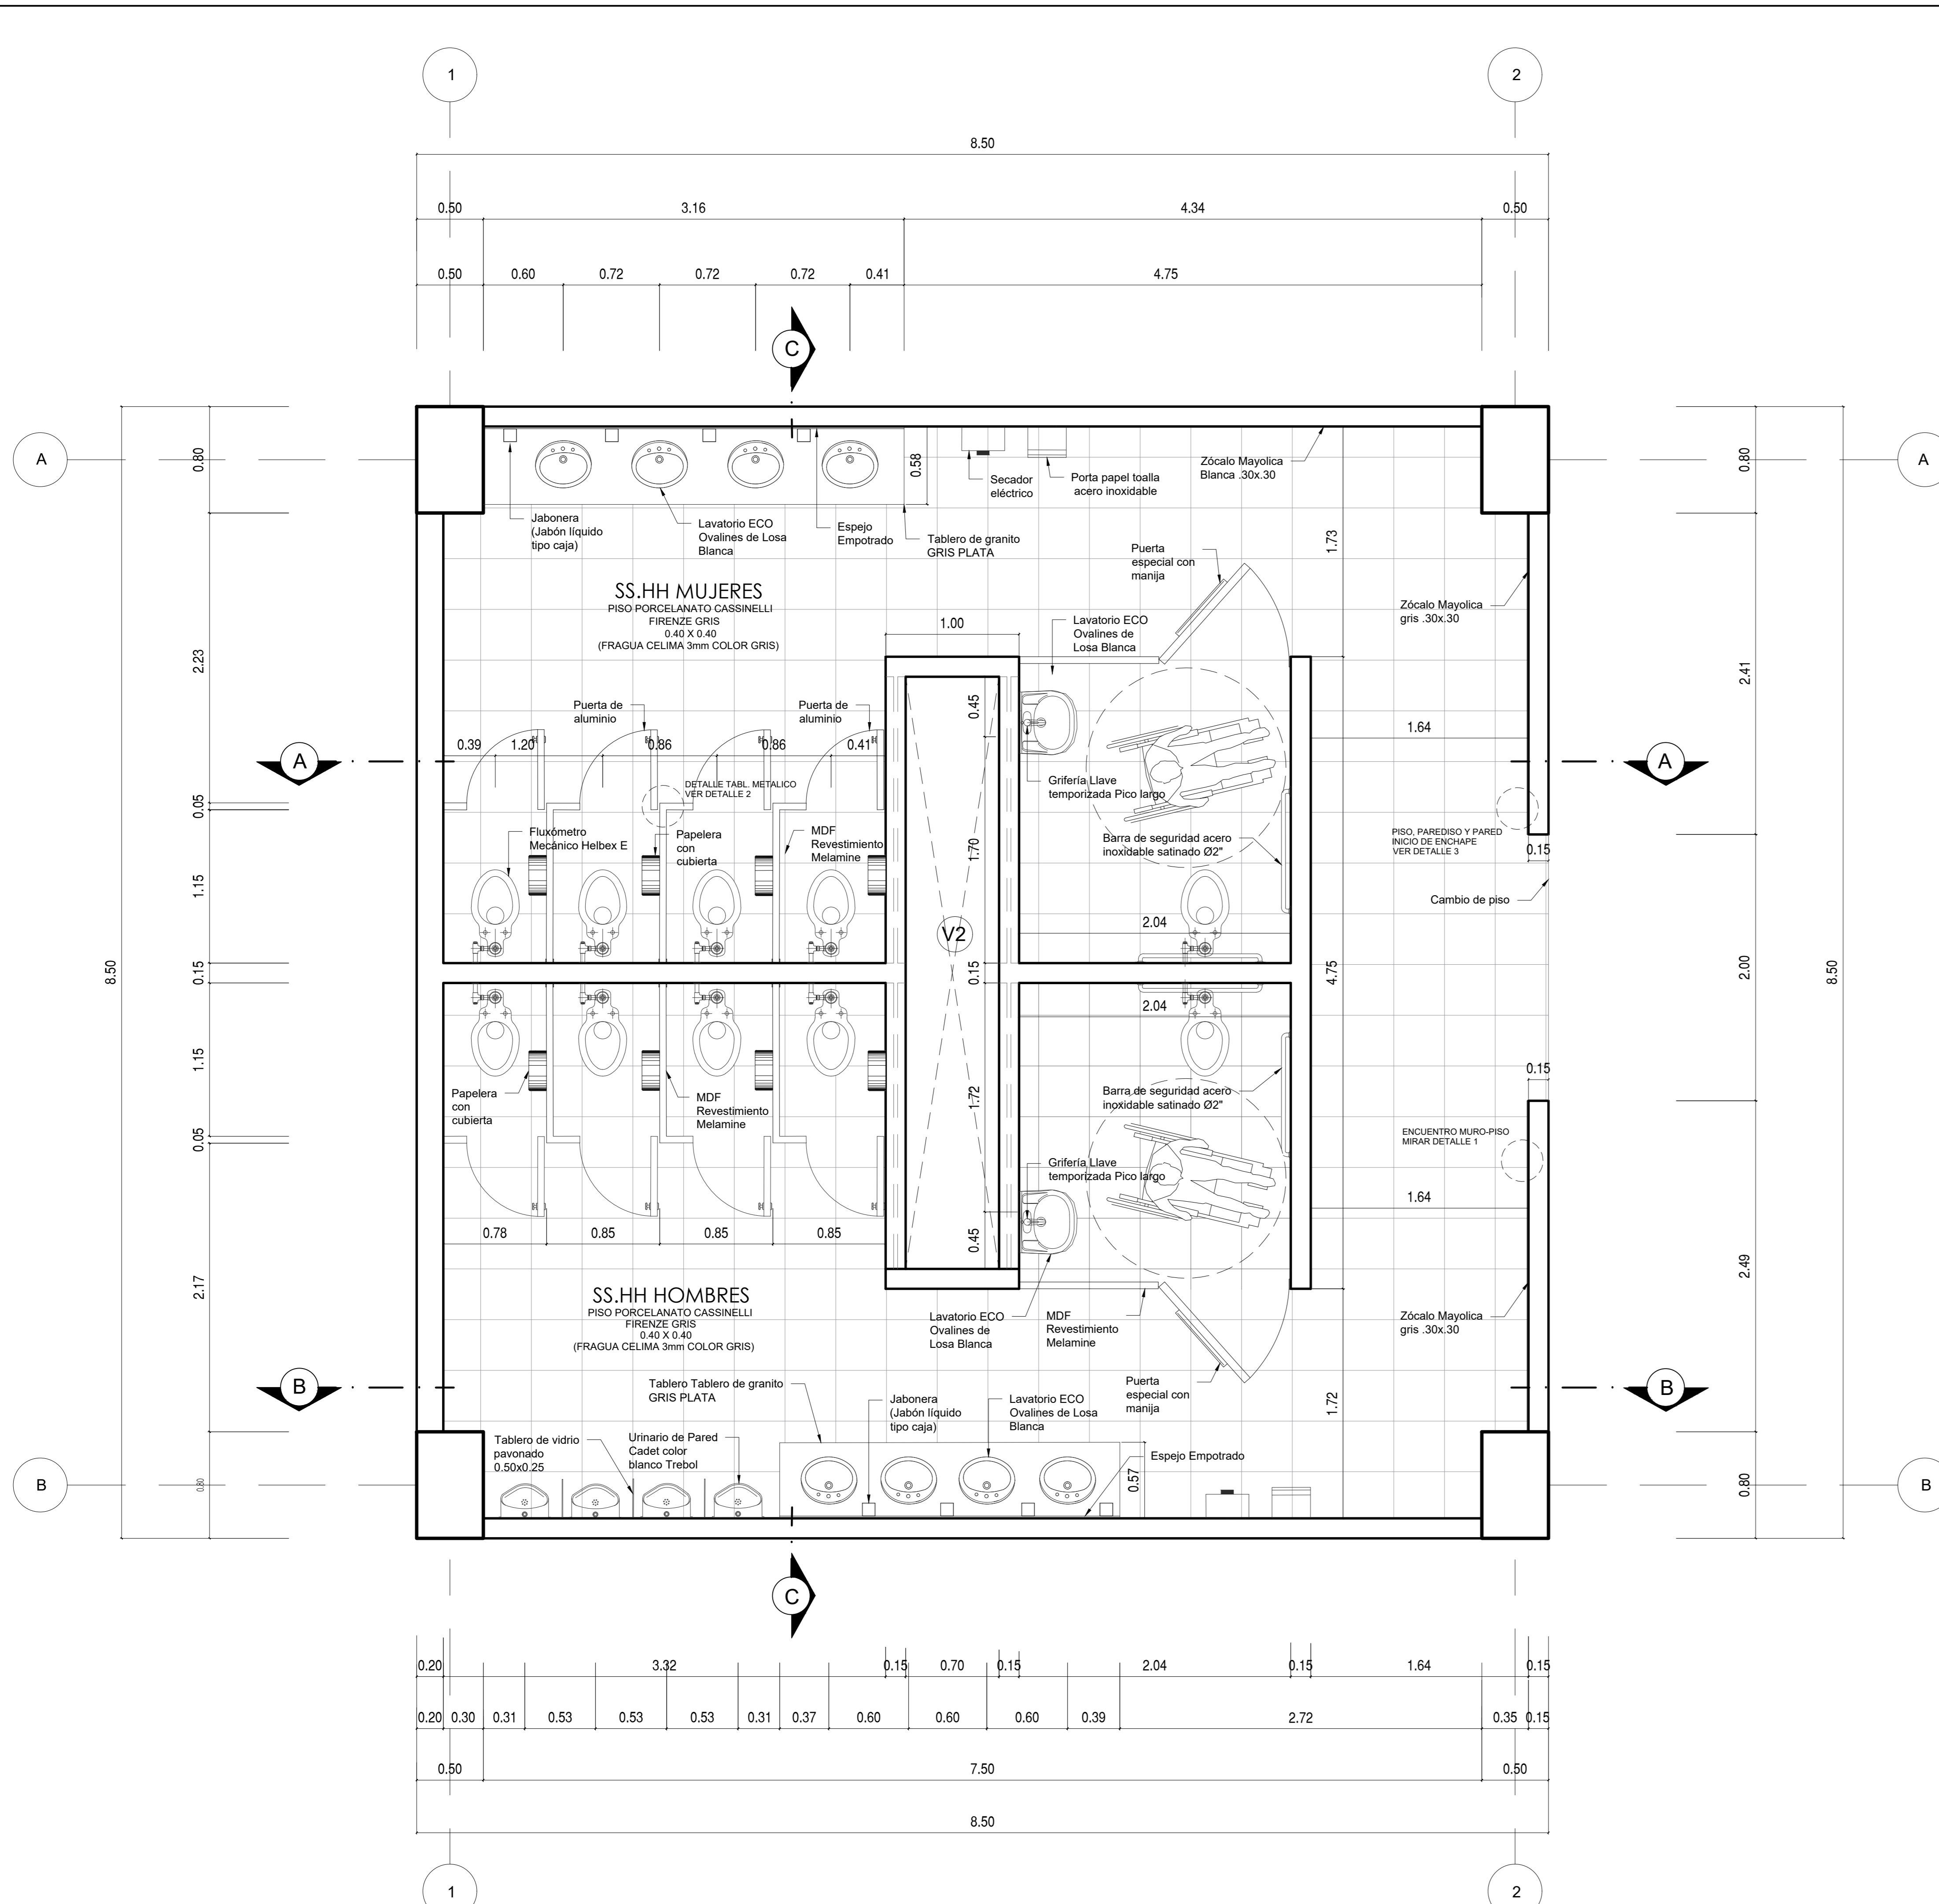 1
2
8.50
0.50
3.16
4.34
0.50
0.50
0.60
0.72
0.72
0.72
0.41
4.75
C
A
A
0.80
0.80
0.58
Secador
eléctrico
Porta papel toalla
acero inoxidable
Zócalo Mayolica
Blanca .30x.30
Jabonera
(Jabón líquido
tipo caja)
Lavatorio ECO
Ovalines de Losa
Blanca
Espejo
Empotrado
Tablero de granito
GRIS PLATA
1.73
Puerta
especial con
manija
SS.HH MUJERES
PISO PORCELANATO CASSINELLI
FIRENZE GRIS
0.40 X 0.40
(FRAGUA CELIMA 3mm COLOR GRIS)
1.00
Lavatorio ECO
Ovalines de
Losa Blanca
Zócalo Mayolica
gris .30x.30
2.23
2.41
Puerta de
aluminio
Puerta de
aluminio
0.45
0.39
1.20
0.86
0.86
0.41
1.64
A
A
DETALLE TABL. METALICO
VER DETALLE 2
Grifería Llave
temporizada Pico largo
0.05
Fluxómetro
Mecánico Helbex E
Papelera
con
cubierta
MDF
Revestimiento
Melamine
1.70
Barra de seguridad acero
inoxidable satinado Ø2"
PISO, PAREDISO Y PARED
INICIO DE ENCHAPE
VER DETALLE 3
0.15
1.15
Cambio de piso
2.04
V2
8.50
0.15
0.15
4.75
2.00
8.50
2.04
1.15
0.15
Papelera
con
cubierta
MDF
Revestimiento
Melamine
1.72
Barra de seguridad acero
inoxidable satinado Ø2"
0.05
ENCUENTRO MURO-PISO
MIRAR DETALLE 1
Grifería Llave
temporizada Pico largo
1.64
0.78
0.85
0.85
0.85
0.45
2.17
2.49
SS.HH HOMBRES
PISO PORCELANATO CASSINELLI
FIRENZE GRIS
0.40 X 0.40
(FRAGUA CELIMA 3mm COLOR GRIS)
Lavatorio ECO
Ovalines de
Losa Blanca
MDF
Revestimiento
Melamine
Zócalo Mayolica
gris .30x.30
B
B
Tablero Tablero de granito
GRIS PLATA
Jabonera
(Jabón líquido
tipo caja)
Lavatorio ECO
Ovalines de Losa
Blanca
Puerta
especial con
manija
1.72
Tablero de vidrio
pavonado
0.50x0.25
Urinario de Pared
Cadet color
blanco Trebol
Espejo Empotrado
0.57
B
B
0.80
0.80
C
0.20
3.32
0.15
0.70
0.15
2.04
0.15
1.64
0.15
0.20
0.30
0.31
0.53
0.53
0.53
0.31
0.37
0.60
0.60
0.60
0.39
2.72
0.35
0.15
0.50
7.50
0.50
8.50
1
2